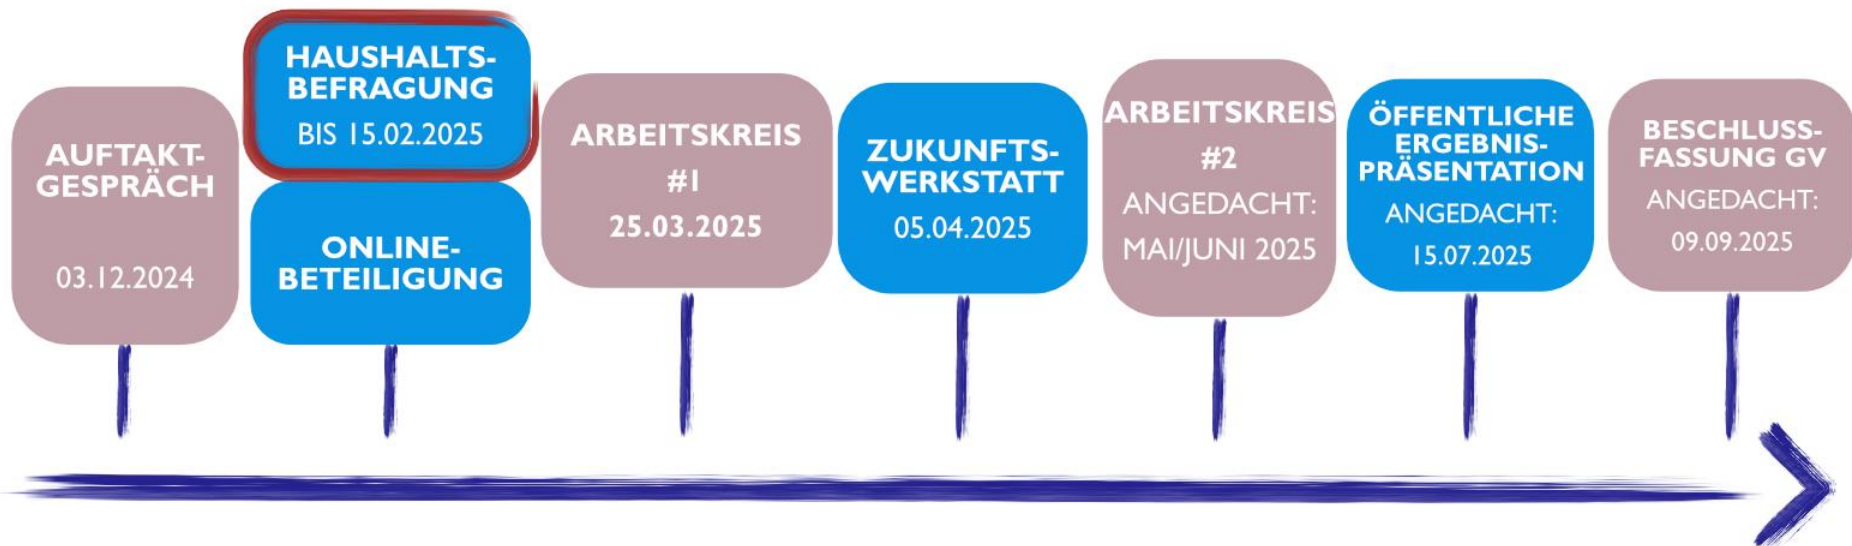 AUFTAKT-
GESPRÄCH
03.12.2024
HAUSHALTS-
BEFRAGUNG
BIS 15.02.2025
ONLINE-
BETEILIGUNG
ARBEITSKREIS
#1
25.03.2025
ZUKUNFTS-
WERKSTATT
05.04.2025
ARBEITSKREIS
#2
ANGEDACHT:
MAI/JUNI 2025
ÖFFENTLICHE
ERGEBNIS-
PRÄSENTATION
ANGEDACHT:
15.07.2025
BESCHLUSS-
FASSUNG GV
ANGEDACHT:
09.09.2025